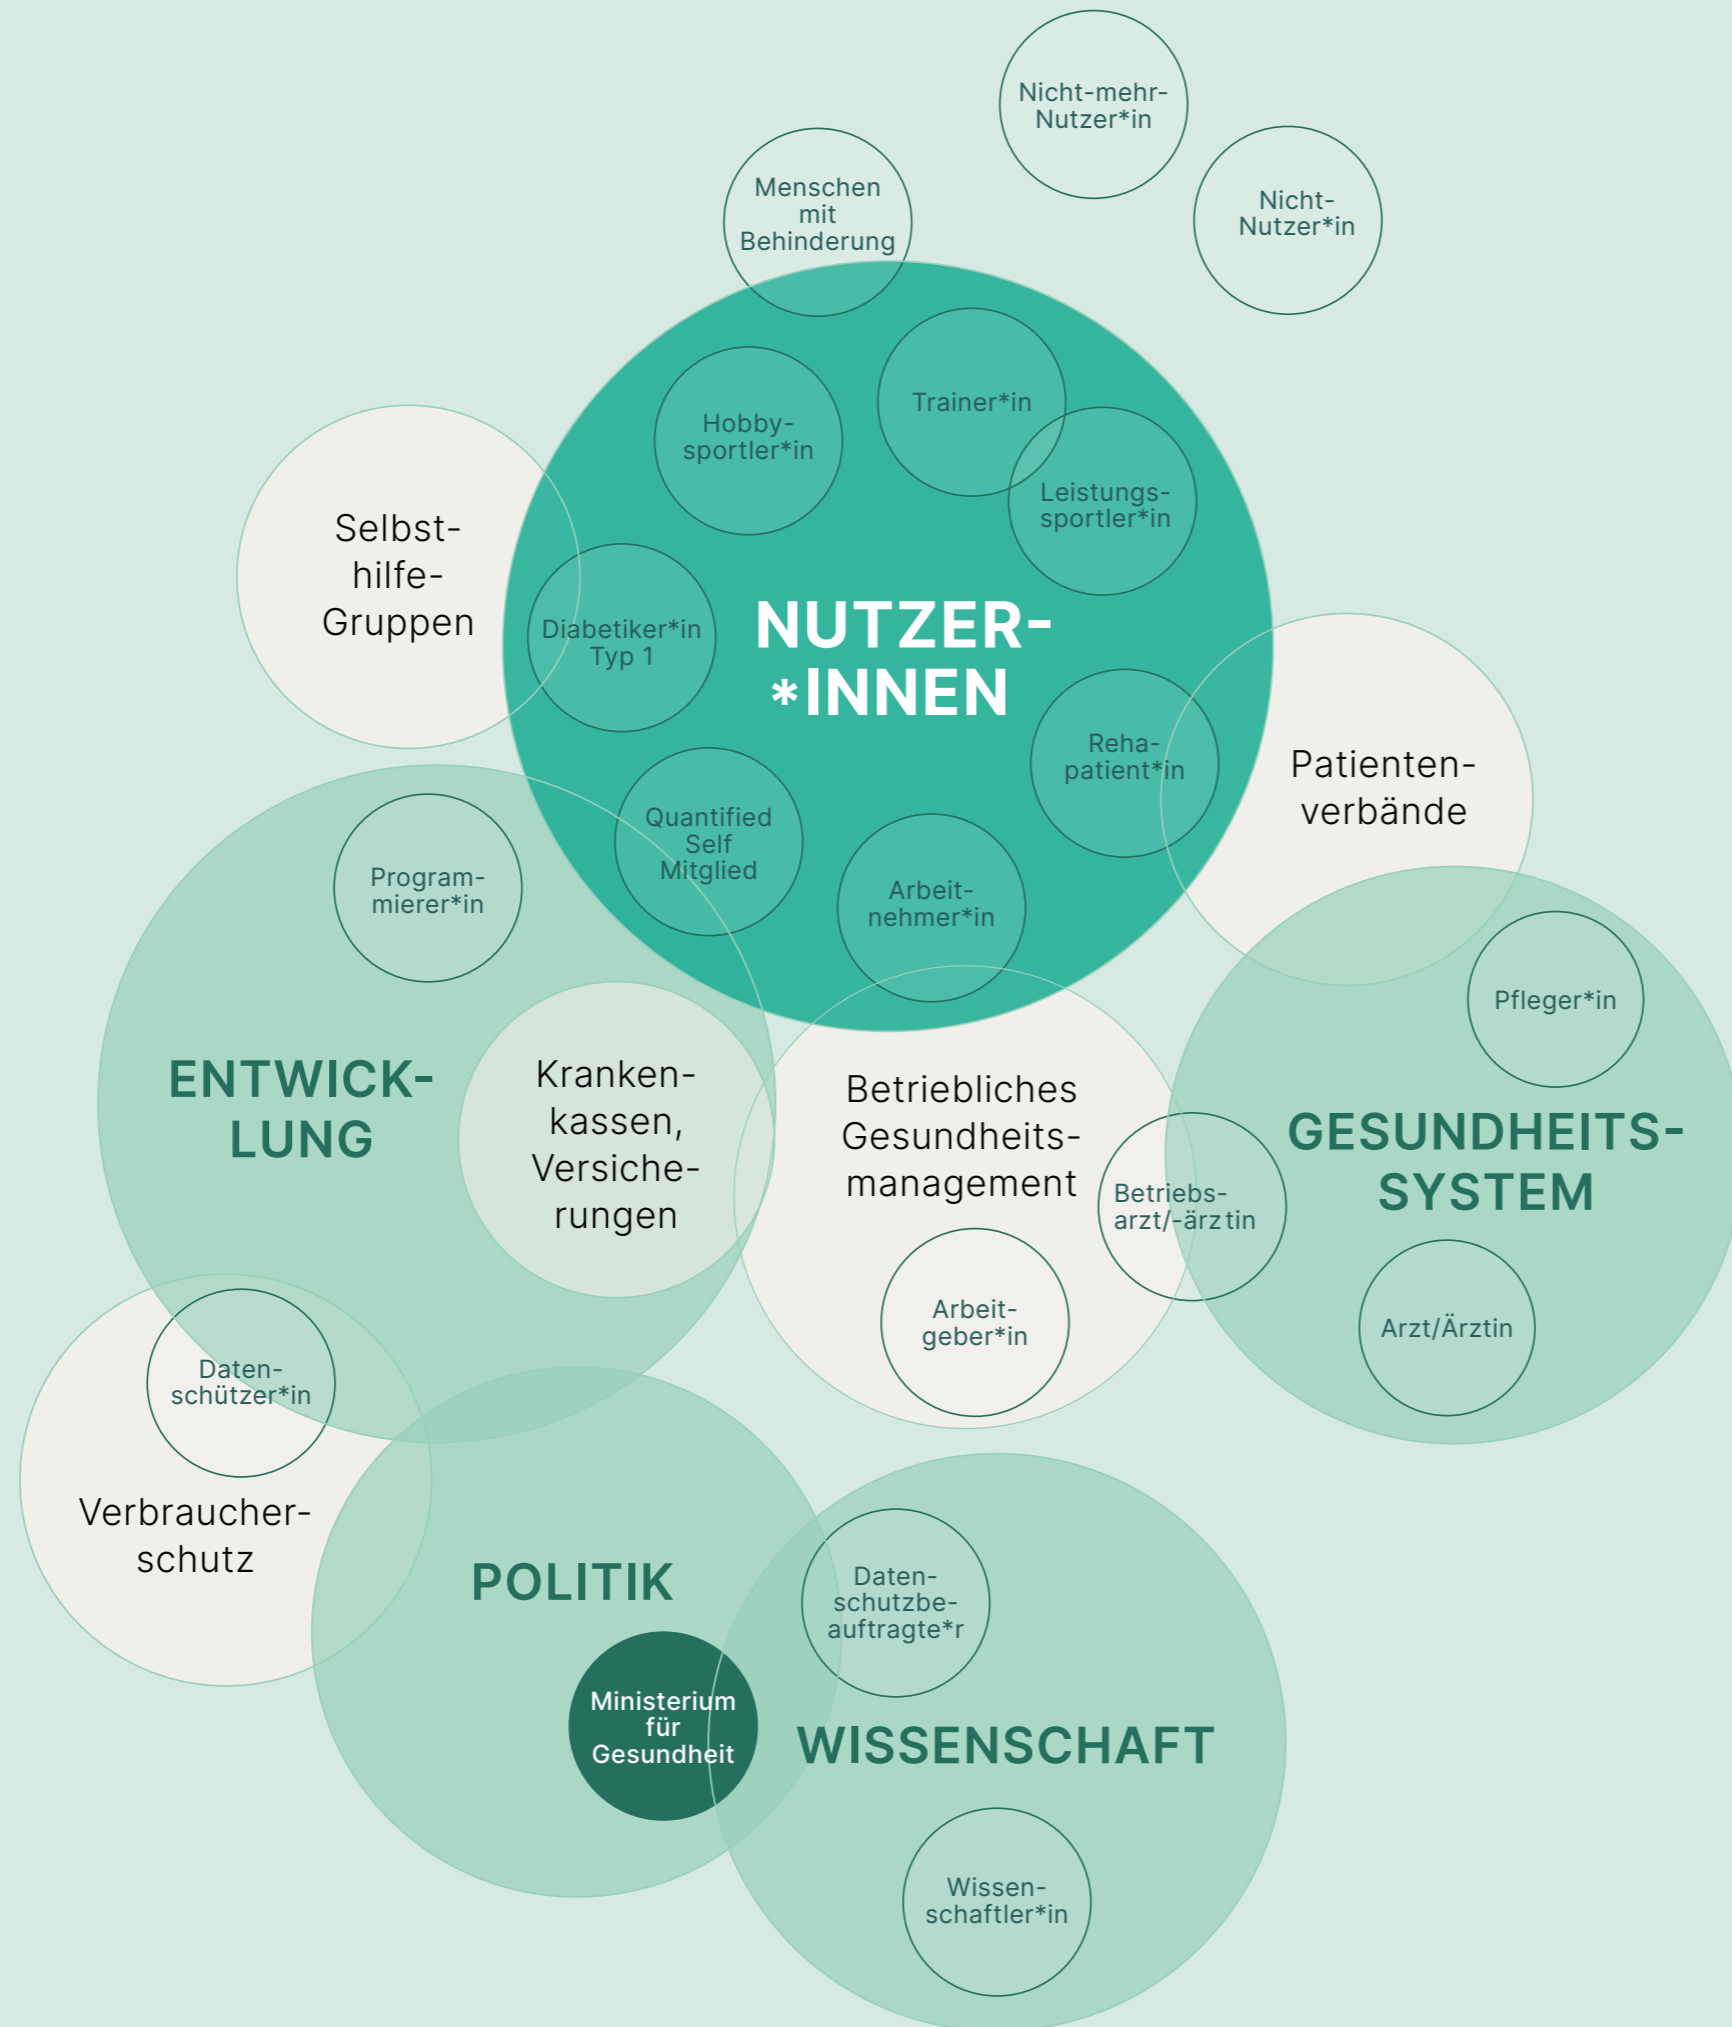 Nicht-mehr-
Nutzer*in
Menschen
mit
Behinderung
Nicht-
Nutzer*in
Hobby-
sportler*in
Trainer*in
Leistungs-
sportler*in
Selbst-
hilfe-
Gruppen
Diabetiker*in
Typ 1
NUTZER-
*INNEN
Reha-
patient*in
Patienten-
verbände
Quantified
Self
Mitglied
Program-
mierer*in
Arbeit-
nehmer*in
Pfleger*in
ENTWICK-
LUNG
Kranken-
kassen,
Versiche-
rungen
Betriebliches
Gesundheits-
management
GESUNDHEITS-
SYSTEM
Betriebs-
arzt/-ärztin
Arbeit-
geber*in
Arzt/Ärztin
Daten-
schützer*in
Verbraucher-
schutz
POLITIK
Daten-
schutzbe-
auftragte*r
Ministerium
für
Gesundheit
WISSENSCHAFT
Wissen-
schaftler*in